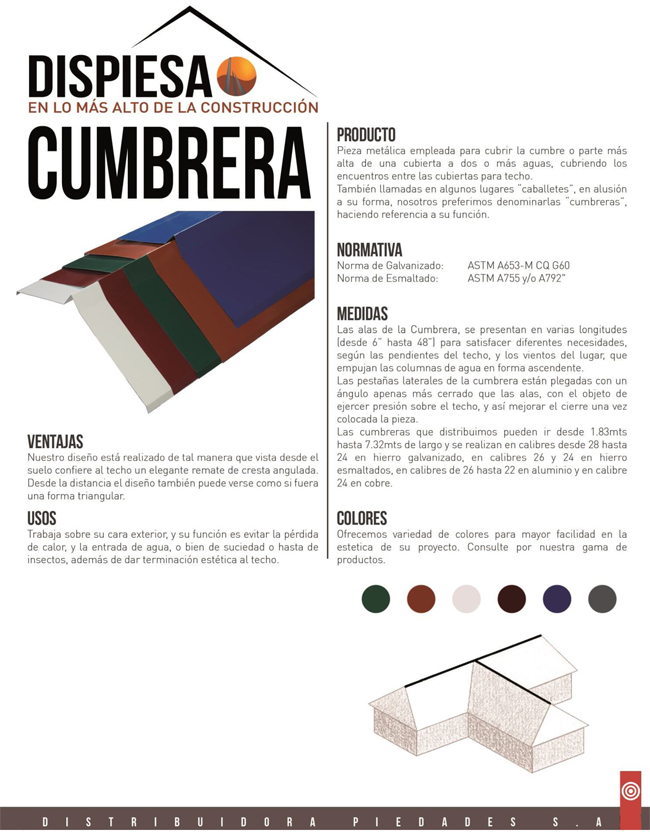 DISPIESA
EN LO MÁS ALTO DE LA CONSTRUCCIÓN
CUMBRERA
VENTAJAS
Nuestro diseño está realizado de tal manera que vista desde el
suelo confiere al techo un elegante remate de cresta angulada.
Desde la distancia el diseño también puede verse como si fuera
una forma triangular.
USOS
Trabaja sobre su cara exterior, y su función es evitar la pérdida
de calor, y la entrada de agua, o bien de suciedad o hasta de
insectos, además de dar terminación estética al techo.
PRODUCTO
Pieza metálica empleada para cubrir la cumbre o parte más
alta de una cubierta a dos o más aguas, cubriendo los
encuentros entre las cubiertas para techo.
También llamadas en algunos lugares "caballetes", en alusión
a su forma, nosotros preferimos denominarlas "cumbreras",
haciendo referencia a su función.
NORMATIVA
Norma de Galvanizado: ASTM A653-M CQ G60
Norma de Esmaltado: ASTM A755 y/o A792"
MEDIDAS
Las alas de la Cumbrera, se presentan en varias longitudes
(desde 6" hasta 48") para satisfacer diferentes necesidades,
según las pendientes del techo, y los vientos del lugar, que
empujan las columnas de agua en forma ascendente.
Las pestañas laterales de la cumbrera están plegadas con un
ángulo apenas más cerrado que las alas, con el objeto de
ejercer presión sobre el techo, y así mejorar el cierre una vez
colocada la pieza.
Las cumbreras que distribuimos pueden ir desde 1.83mts
hasta 7.32mts de largo y se realizan en calibres desde 28 hasta
24 en hierro galvanizado, en calibres 26 y 24 en hierro
esmaltados, en calibres de 26 hasta 22 en aluminio y en calibre
24 en cobre.
COLORES
Ofrecemos variedad de colores para mayor facilidad en la
estetica de su proyecto. Consulte por nuestra gama de
productos.
DISTRIBUIDORA PIEDADES S.A